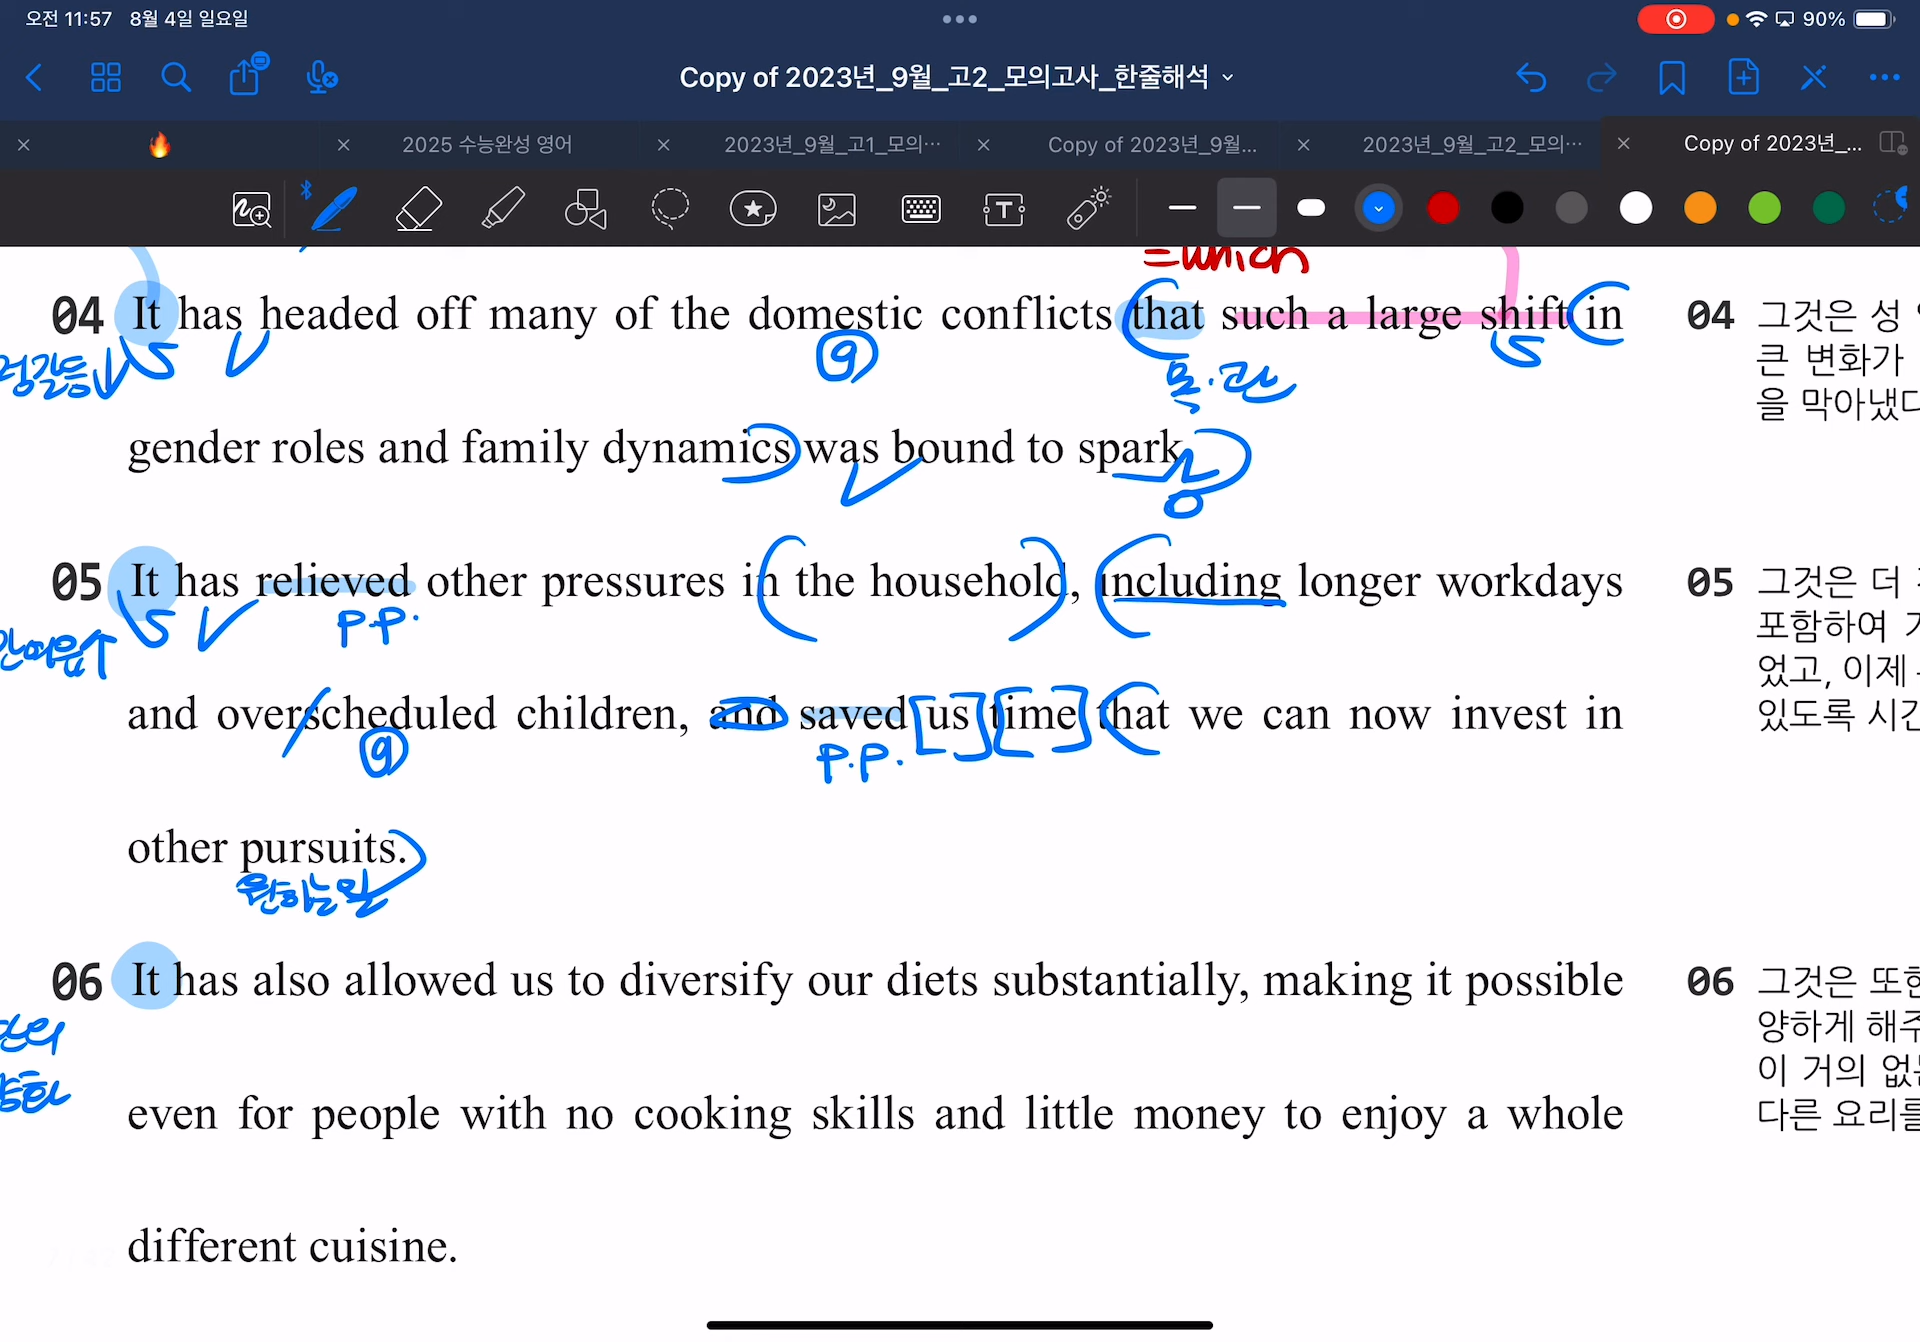 오전 11:57 8월 4일 일요일
90%
Copy of 2023년_9월_고2_모의고사_한줄해석
2025 수능완성 영어
2023년_9월_고1_모의…
Copy of 2023년_9월...
2023년_9월_고2_모의…
Copy of 2023년_...
=which
04 It has headed off many of the domestic conflicts that such a large shift in
S V
목.관
S
gender roles and family dynamics was bound to spark
V
05 It has relieved other pressures in the household, including longer workdays
S V p.p.
and overscheduled children, and saved us time that we can now invest in
p.p.
other pursuits.
원하는 일
06 It has also allowed us to diversify our diets substantially, making it possible
even for people with no cooking skills and little money to enjoy a whole
different cuisine.
04 그것은 성
큰 변화가
을 막아냈다
05 그것은 더
포함하여
었고, 이제
있도록 시간
06 그것은 또한
양하게 해주
이 거의 없는
다른 요리를